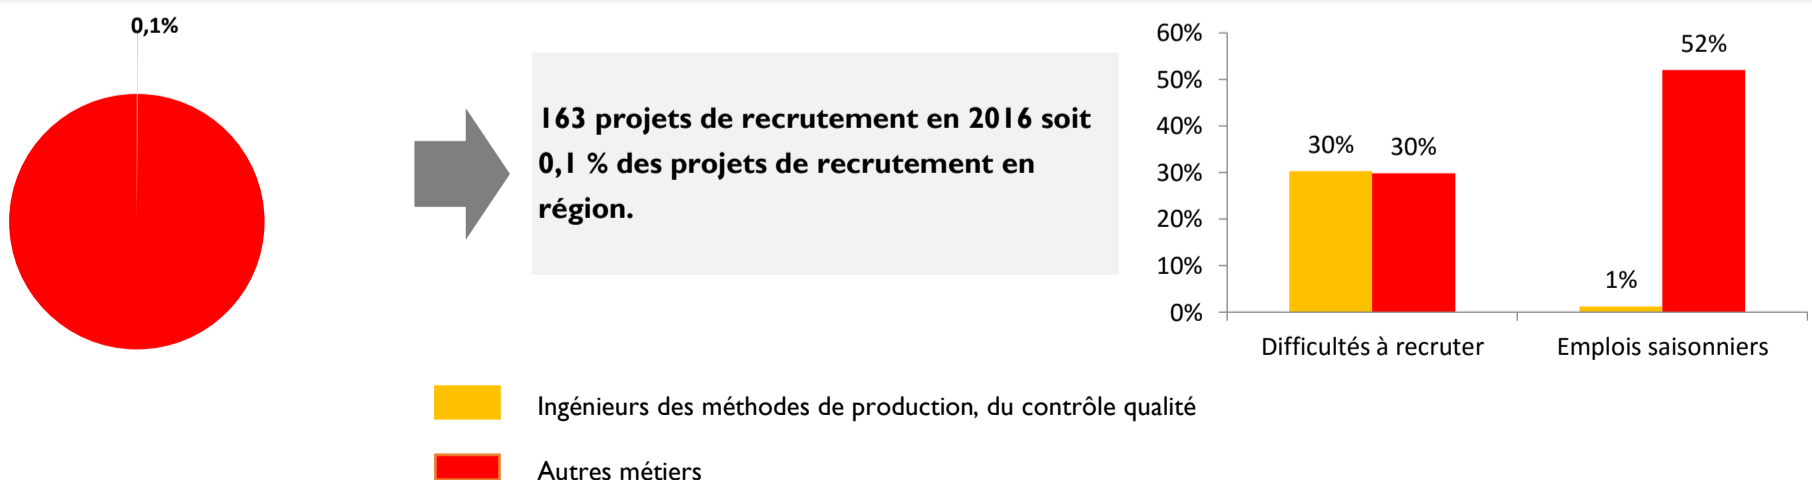 0,1%
163 projets de recrutement en 2016 soit
0,1 % des projets de recrutement en
région.
60%
50%
40%
30%
20%
10%
0%
30%
30%
1%
52%
Difficultés à recruter
Emplois saisonniers
Ingénieurs des méthodes de production, du contrôle qualité
Autres métiers